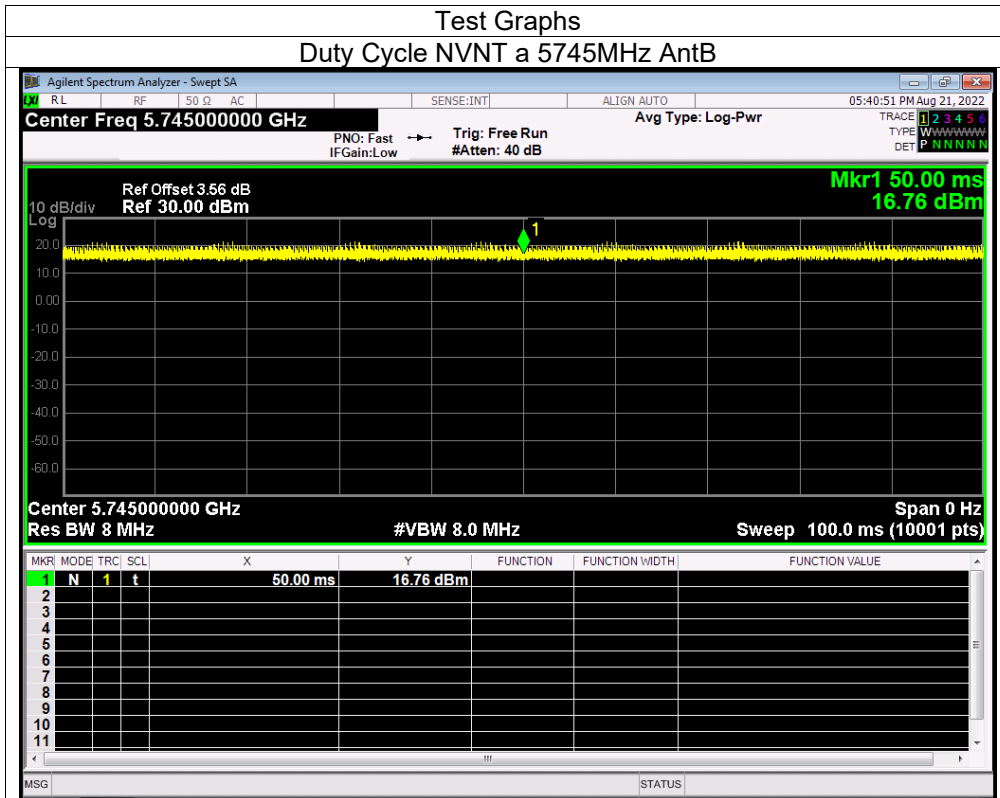 Test Graphs
Duty Cycle NVNT a 5745MHz AntB
Agilent Spectrum Analyzer - Swept SA
LXI RL RF 50 Ω AC SENSE:INT ALIGN AUTO 05:40:51 PM Aug 21, 2022
Center Freq 5.745000000 GHz Avg Type: Log-Pwr TRACE 1 2 3 4 5 6
PNO: Fast Trig: Free Run TYPE WWWWWW
IFGain:Low #Atten: 40 dB DET P N N N N N
Mkr1 50.00 ms
Ref Offset 3.56 dB
10 dB/div Ref 30.00 dBm 16.76 dBm
Log
1
20.0
10.0
0.00
-10.0
-20.0
-30.0
-40.0
-50.0
-60.0
Center 5.745000000 GHz Span 0 Hz
Res BW 8 MHz #VBW 8.0 MHz Sweep 100.0 ms (10001 pts)
MKR MODE TRC SCL X Y FUNCTION FUNCTION WIDTH FUNCTION VALUE
1 N 1 t 50.00 ms 16.76 dBm
2
3
4
5
6
7
8
9
10
11
MSG STATUS